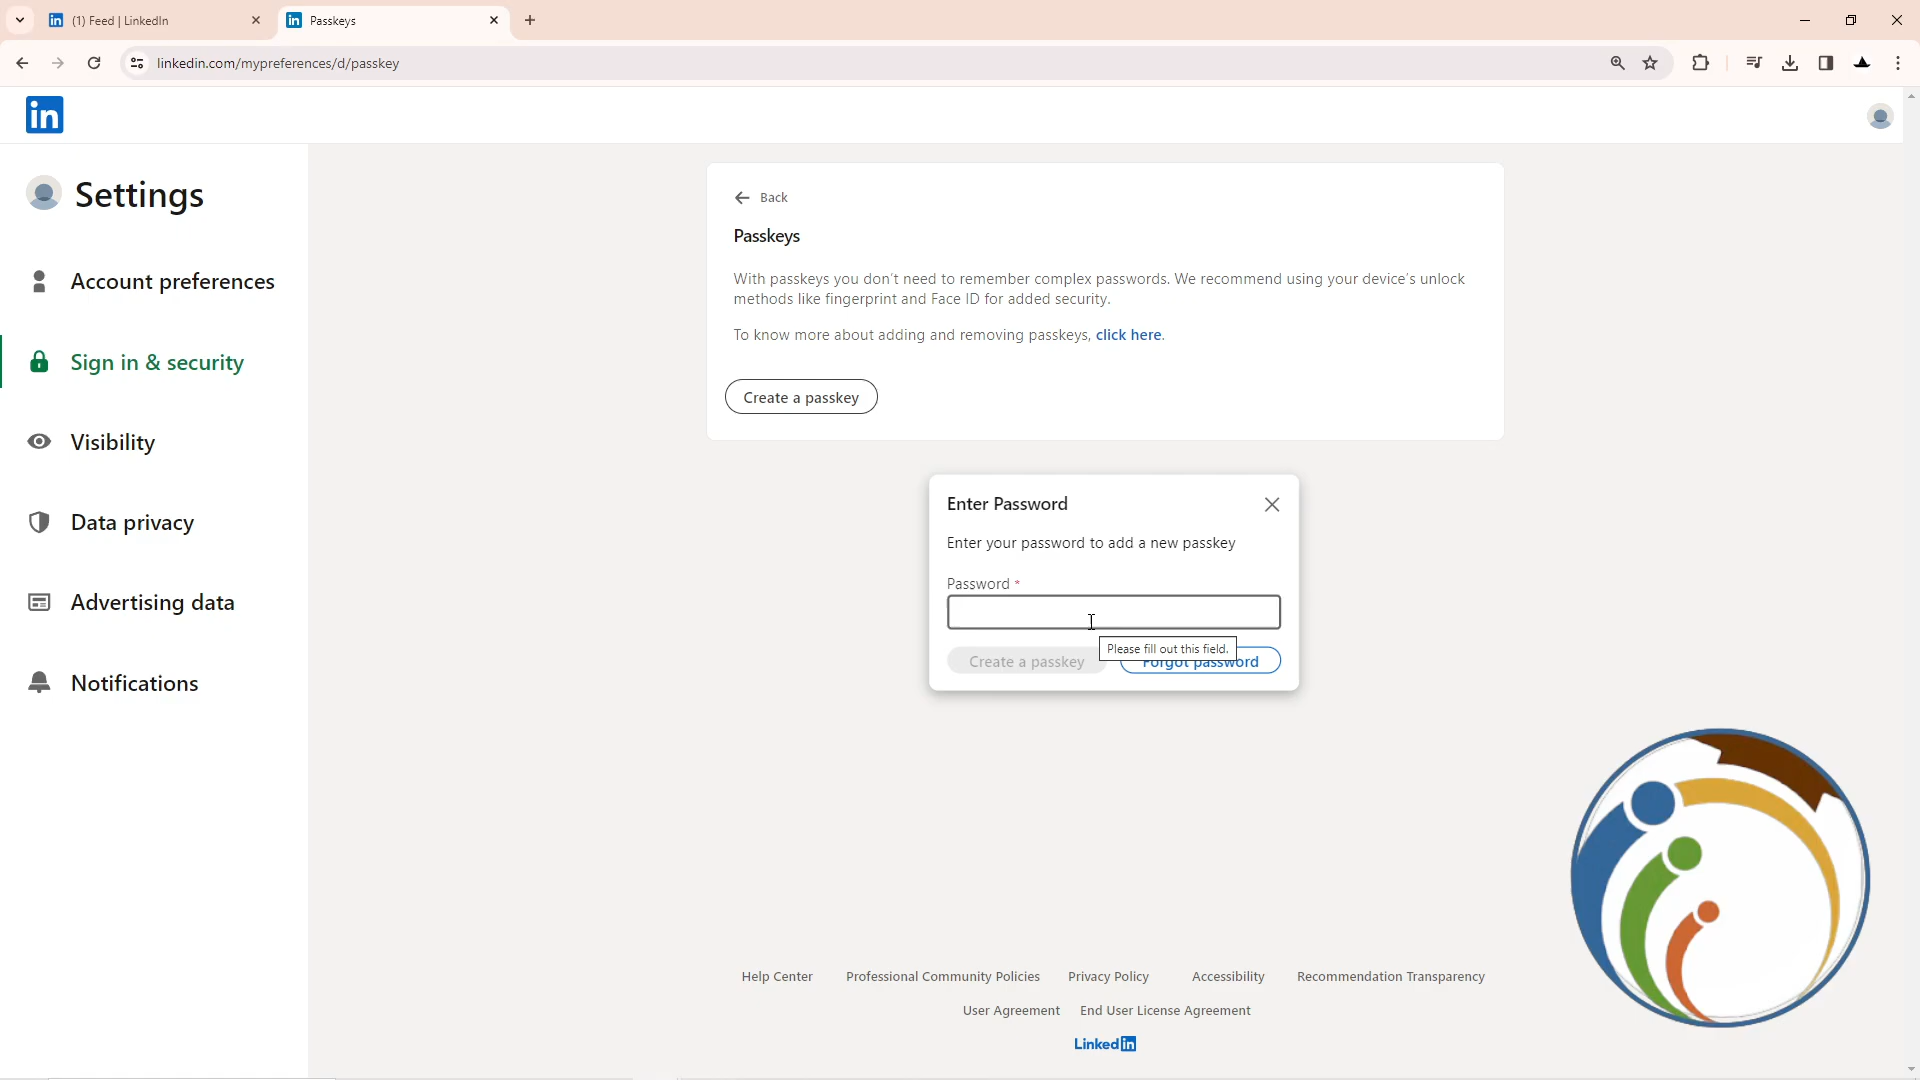 (1) Feed | LinkedIn
Passkeys
linkedin.com/mypreferences/d/passkey
in
Settings
Account preferences
Sign in & security
Visibility
Data privacy
Advertising data
Notifications
Back
Passkeys
With passkeys you don't need to remember complex passwords. We recommend using your device's unlock
methods like fingerprint and Face ID for added security.
To know more about adding and removing passkeys, click here.
Create a passkey
Enter Password
Enter your password to add a new passkey
Password *
Please fill out this field.
Create a passkey
Forgot password
Help Center Professional Community Policies Privacy Policy Accessibility Recommendation Transparency
User Agreement End User License Agreement
LinkedIn